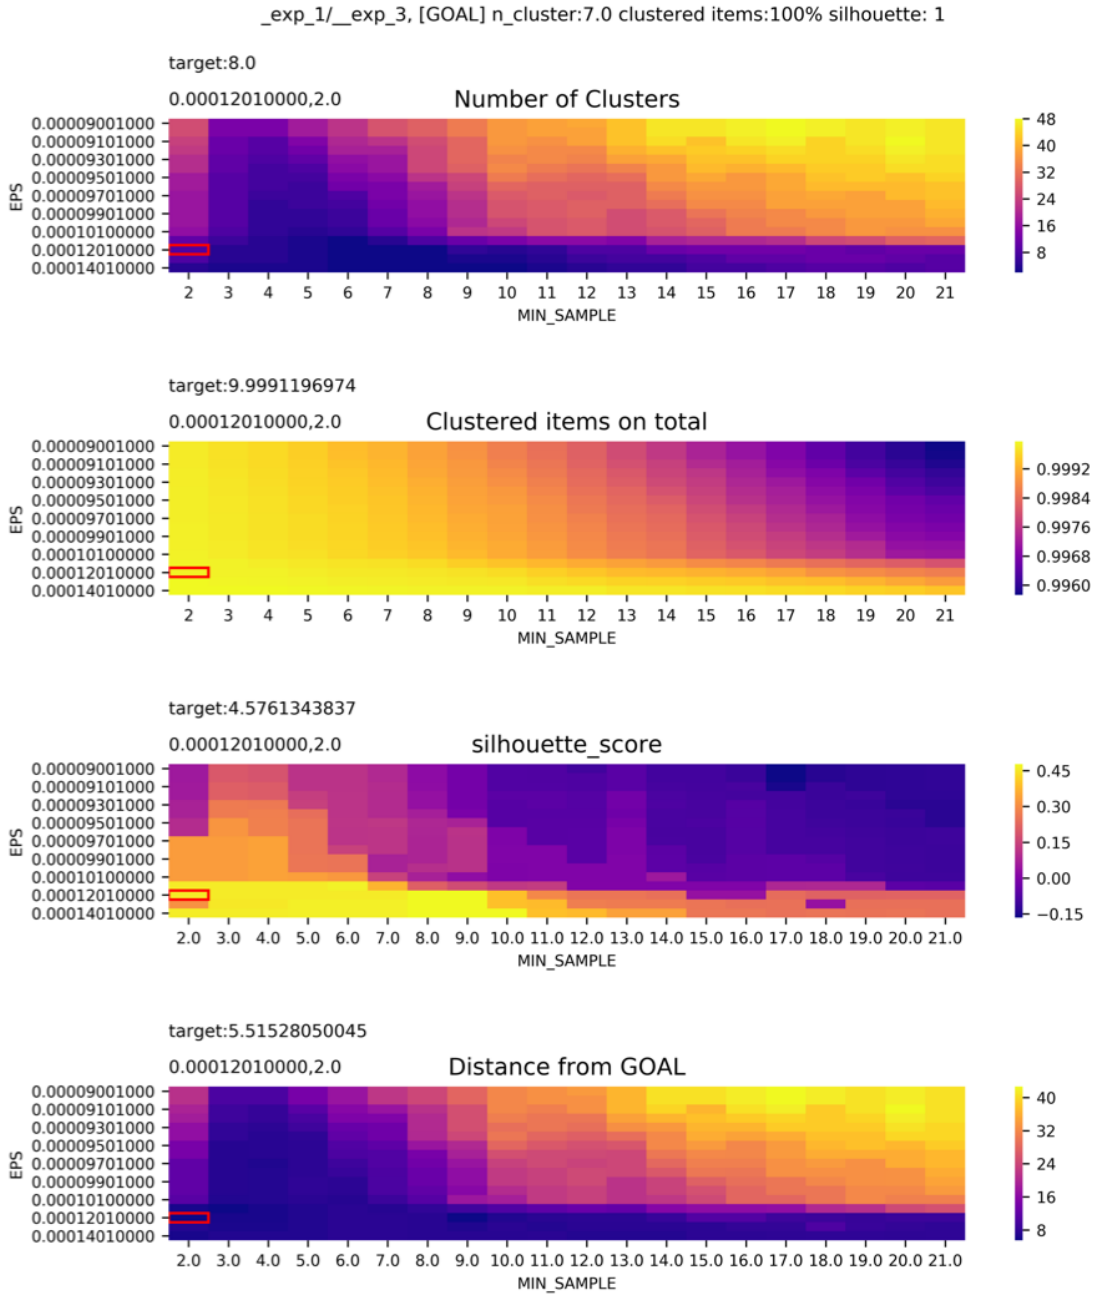 _exp_1/__exp_3, [GOAL] n_cluster:7.0 clustered items:100% silhouette: 1
target:8.0
0.00012010000,2.0
Number of Clusters
0.00009001000
0.00009101000
0.00009301000
0.00009501000
0.00009701000
0.00009901000
0.00010100000
0.00012010000
0.00014010000
EPS
2 3 4 5 6 7 8 9 10 11 12 13 14 15 16 17 18 19 20 21
MIN_SAMPLE
48
40
32
24
16
8
target:9.9991196974
0.00012010000,2.0
Clustered items on total
0.00009001000
0.00009101000
0.00009301000
0.00009501000
0.00009701000
0.00009901000
0.00010100000
0.00012010000
0.00014010000
EPS
2 3 4 5 6 7 8 9 10 11 12 13 14 15 16 17 18 19 20 21
MIN_SAMPLE
0.9992
0.9984
0.9976
0.9968
0.9960
target:4.5761343837
0.00012010000,2.0
silhouette_score
0.00009001000
0.00009101000
0.00009301000
0.00009501000
0.00009701000
0.00009901000
0.00010100000
0.00012010000
0.00014010000
EPS
2.0 3.0 4.0 5.0 6.0 7.0 8.0 9.0 10.0 11.0 12.0 13.0 14.0 15.0 16.0 17.0 18.0 19.0 20.0 21.0
MIN_SAMPLE
0.45
0.30
0.15
0.00
−0.15
target:5.51528050045
0.00012010000,2.0
Distance from GOAL
0.00009001000
0.00009101000
0.00009301000
0.00009501000
0.00009701000
0.00009901000
0.00010100000
0.00012010000
0.00014010000
EPS
2.0 3.0 4.0 5.0 6.0 7.0 8.0 9.0 10.0 11.0 12.0 13.0 14.0 15.0 16.0 17.0 18.0 19.0 20.0 21.0
MIN_SAMPLE
40
32
24
16
8